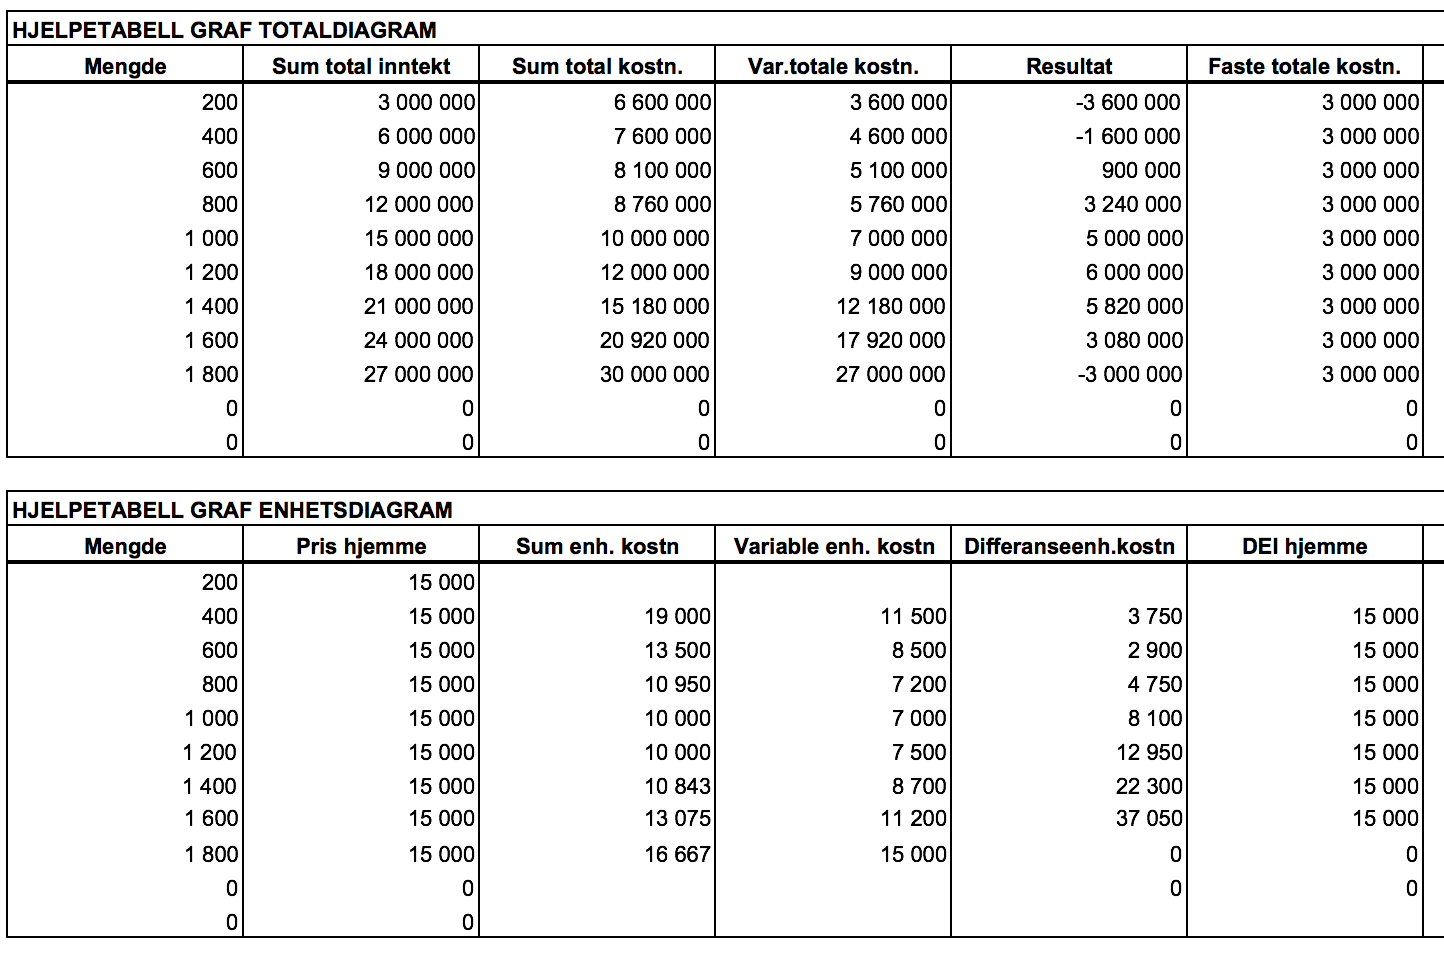 HJELPETABELL GRAF TOTALDIAGRAM
Mengde Sum total inntekt Sum total kostn. Var.totale kostn. Resultat Faste totale kostn.
200 3 000 000 6 600 000 3 600 000 -3 600 000 3 000 000
400 6 000 000 7 600 000 4 600 000 -1 600 000 3 000 000
600 9 000 000 8 100 000 5 100 000 900 000 3 000 000
800 12 000 000 8 760 000 5 760 000 3 240 000 3 000 000
1 000 15 000 000 10 000 000 7 000 000 5 000 000 3 000 000
1 200 18 000 000 12 000 000 9 000 000 6 000 000 3 000 000
1 400 21 000 000 15 180 000 12 180 000 5 820 000 3 000 000
1 600 24 000 000 20 920 000 17 920 000 3 080 000 3 000 000
1 800 27 000 000 30 000 000 27 000 000 -3 000 000 3 000 000
0 0 0 0 0 0
0 0 0 0 0 0
HJELPETABELL GRAF ENHETSDIAGRAM
Mengde Pris hjemme Sum enh. kostn Variable enh. kostn Differanseenh.kostn DEI hjemme
200 15 000
400 15 000 19 000 11 500 3 750 15 000
600 15 000 13 500 8 500 2 900 15 000
800 15 000 10 950 7 200 4 750 15 000
1 000 15 000 10 000 7 000 8 100 15 000
1 200 15 000 10 000 7 500 12 950 15 000
1 400 15 000 10 843 8 700 22 300 15 000
1 600 15 000 13 075 11 200 37 050 15 000
1 800 15 000 16 667 15 000 0 0
0 0 0 0
0 0